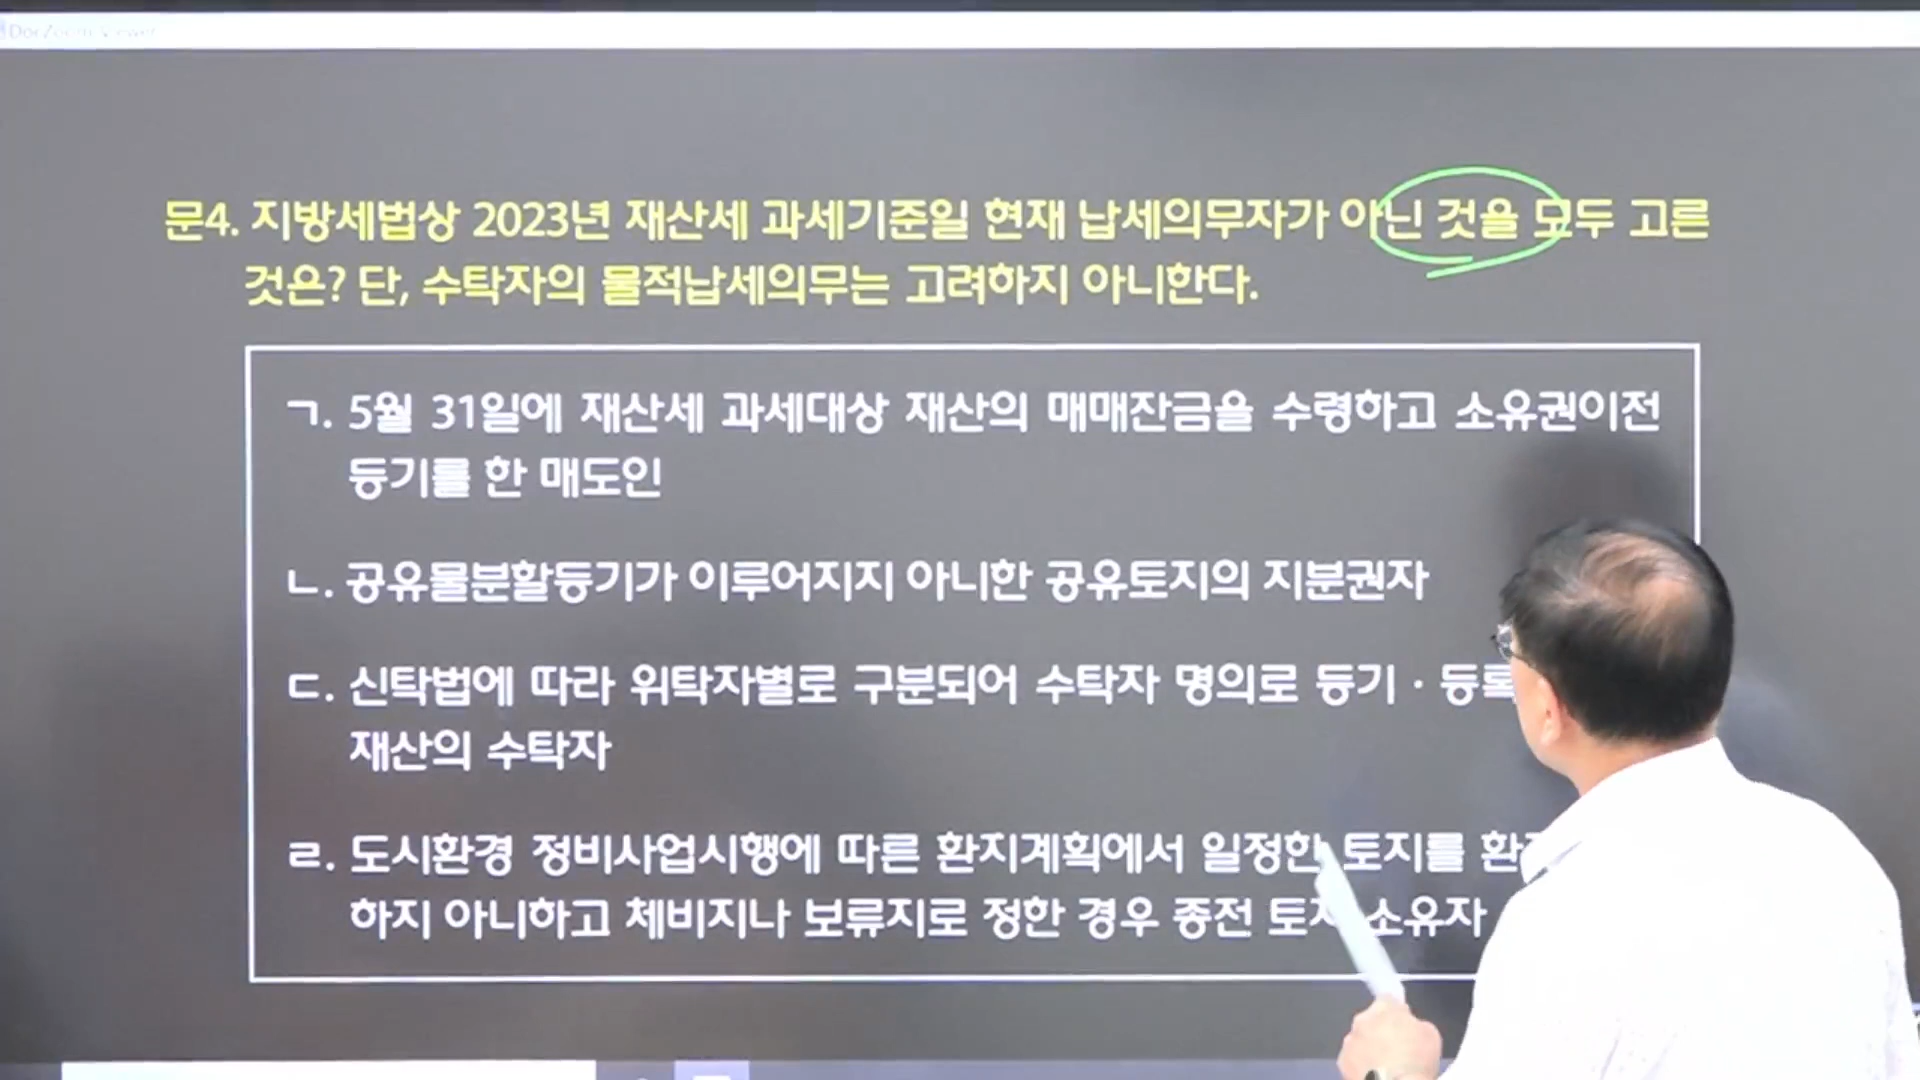 DocZoom Viewer
문4. 지방세법상 2023년 재산세 과세기준일 현재 납세의무자가 아닌 것을 모두 고른
것은? 단, 수탁자의 물적납세의무는 고려하지 아니한다.
ㄱ. 5월 31일에 재산세 과세대상 재산의 매매잔금을 수령하고 소유권이전
등기를 한 매도인
ㄴ. 공유물분할등기가 이루어지지 아니한 공유토지의 지분권자
ㄷ. 신탁법에 따라 위탁자별로 구분되어 수탁자 명의로 등기 · 등록
재산의 수탁자
ㄹ. 도시환경 정비사업시행에 따른 환지계획에서 일정한 토지를
하지 아니하고 체비지나 보류지로 정한 경우 종전 토지 소유자